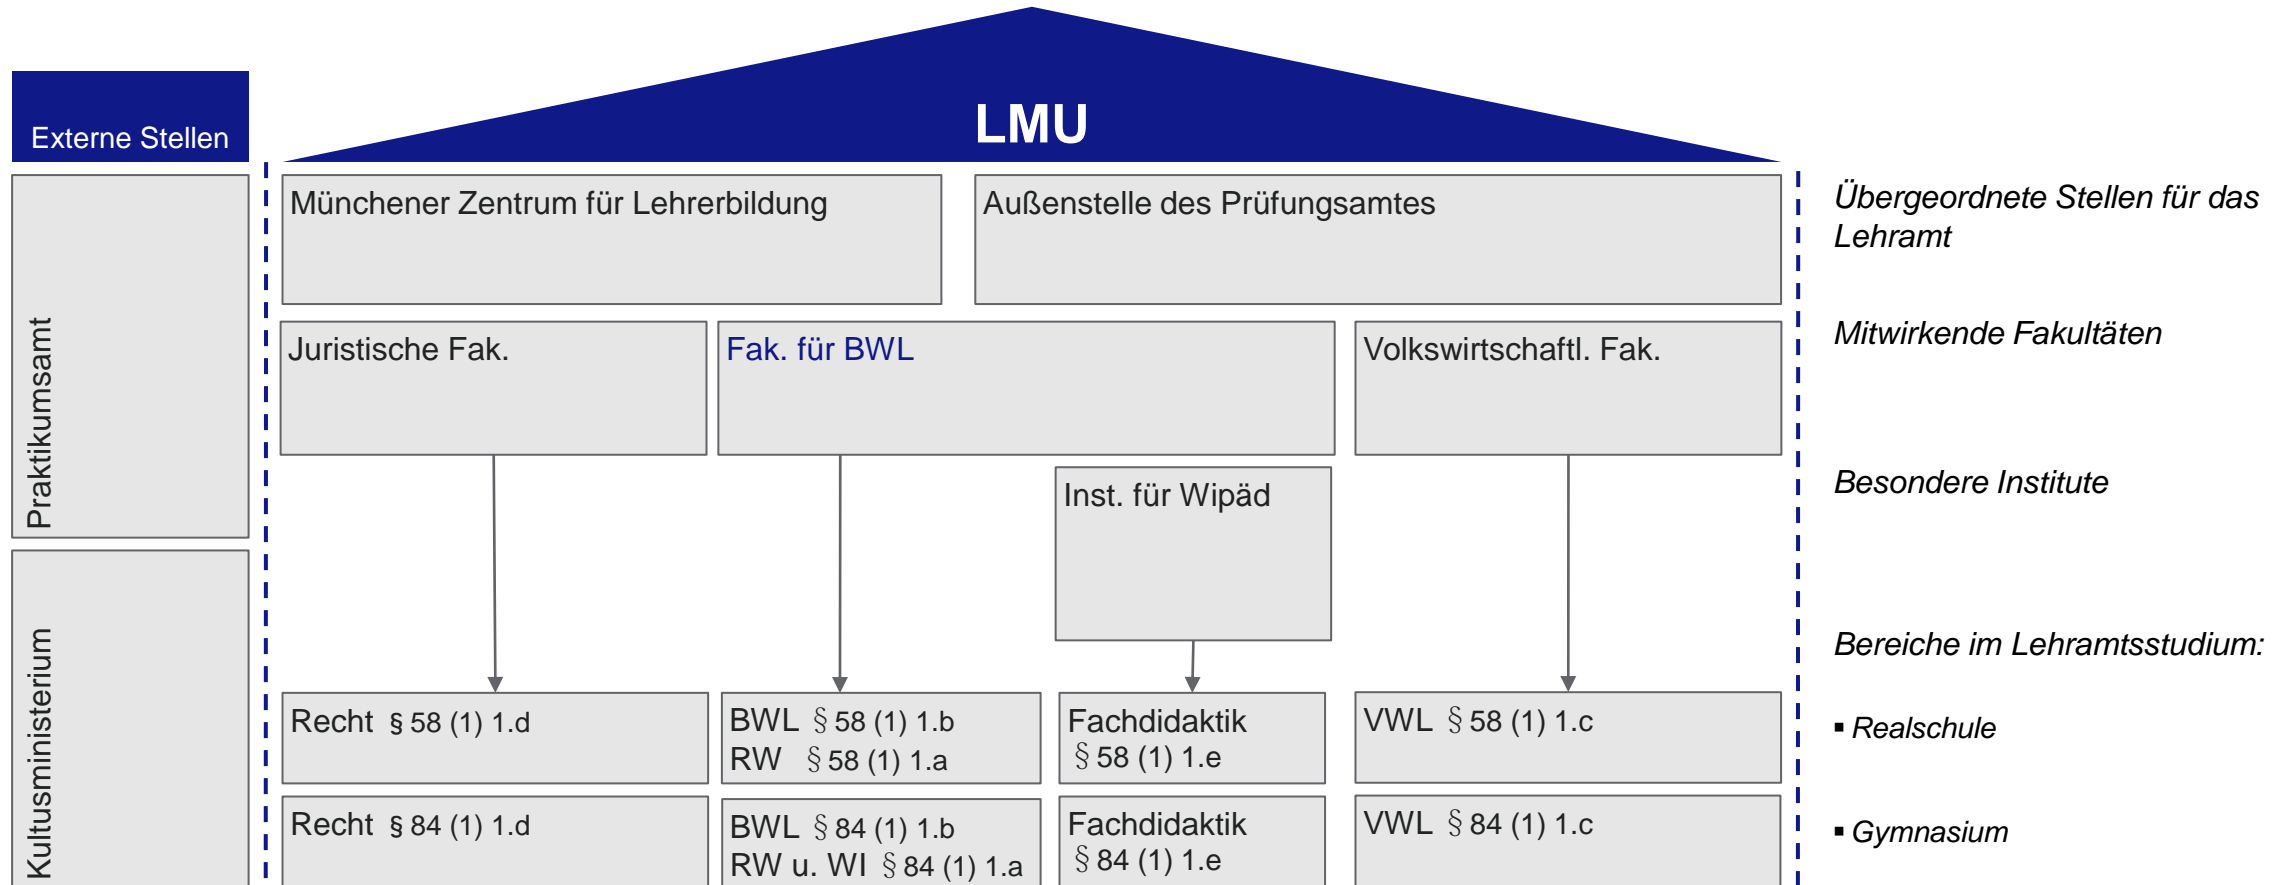 LMU
Externe Stellen
Münchener Zentrum für Lehrerbildung
Außenstelle des Prüfungsamtes
Übergeordnete Stellen für das
Lehramt
Praktikumsamt
Juristische Fak.
Fak. für BWL
Volkswirtschaftl. Fak.
Mitwirkende Fakultäten
Inst. für Wipäd
Besondere Institute
Kultusministerium
Bereiche im Lehramtsstudium:
Recht § 58 (1) 1.d
BWL § 58 (1) 1.b
RW § 58 (1) 1.a
Fachdidaktik
§ 58 (1) 1.e
VWL § 58 (1) 1.c
▪ Realschule
Recht § 84 (1) 1.d
BWL § 84 (1) 1.b
RW u. WI § 84 (1) 1.a
Fachdidaktik
§ 84 (1) 1.e
VWL § 84 (1) 1.c
▪ Gymnasium